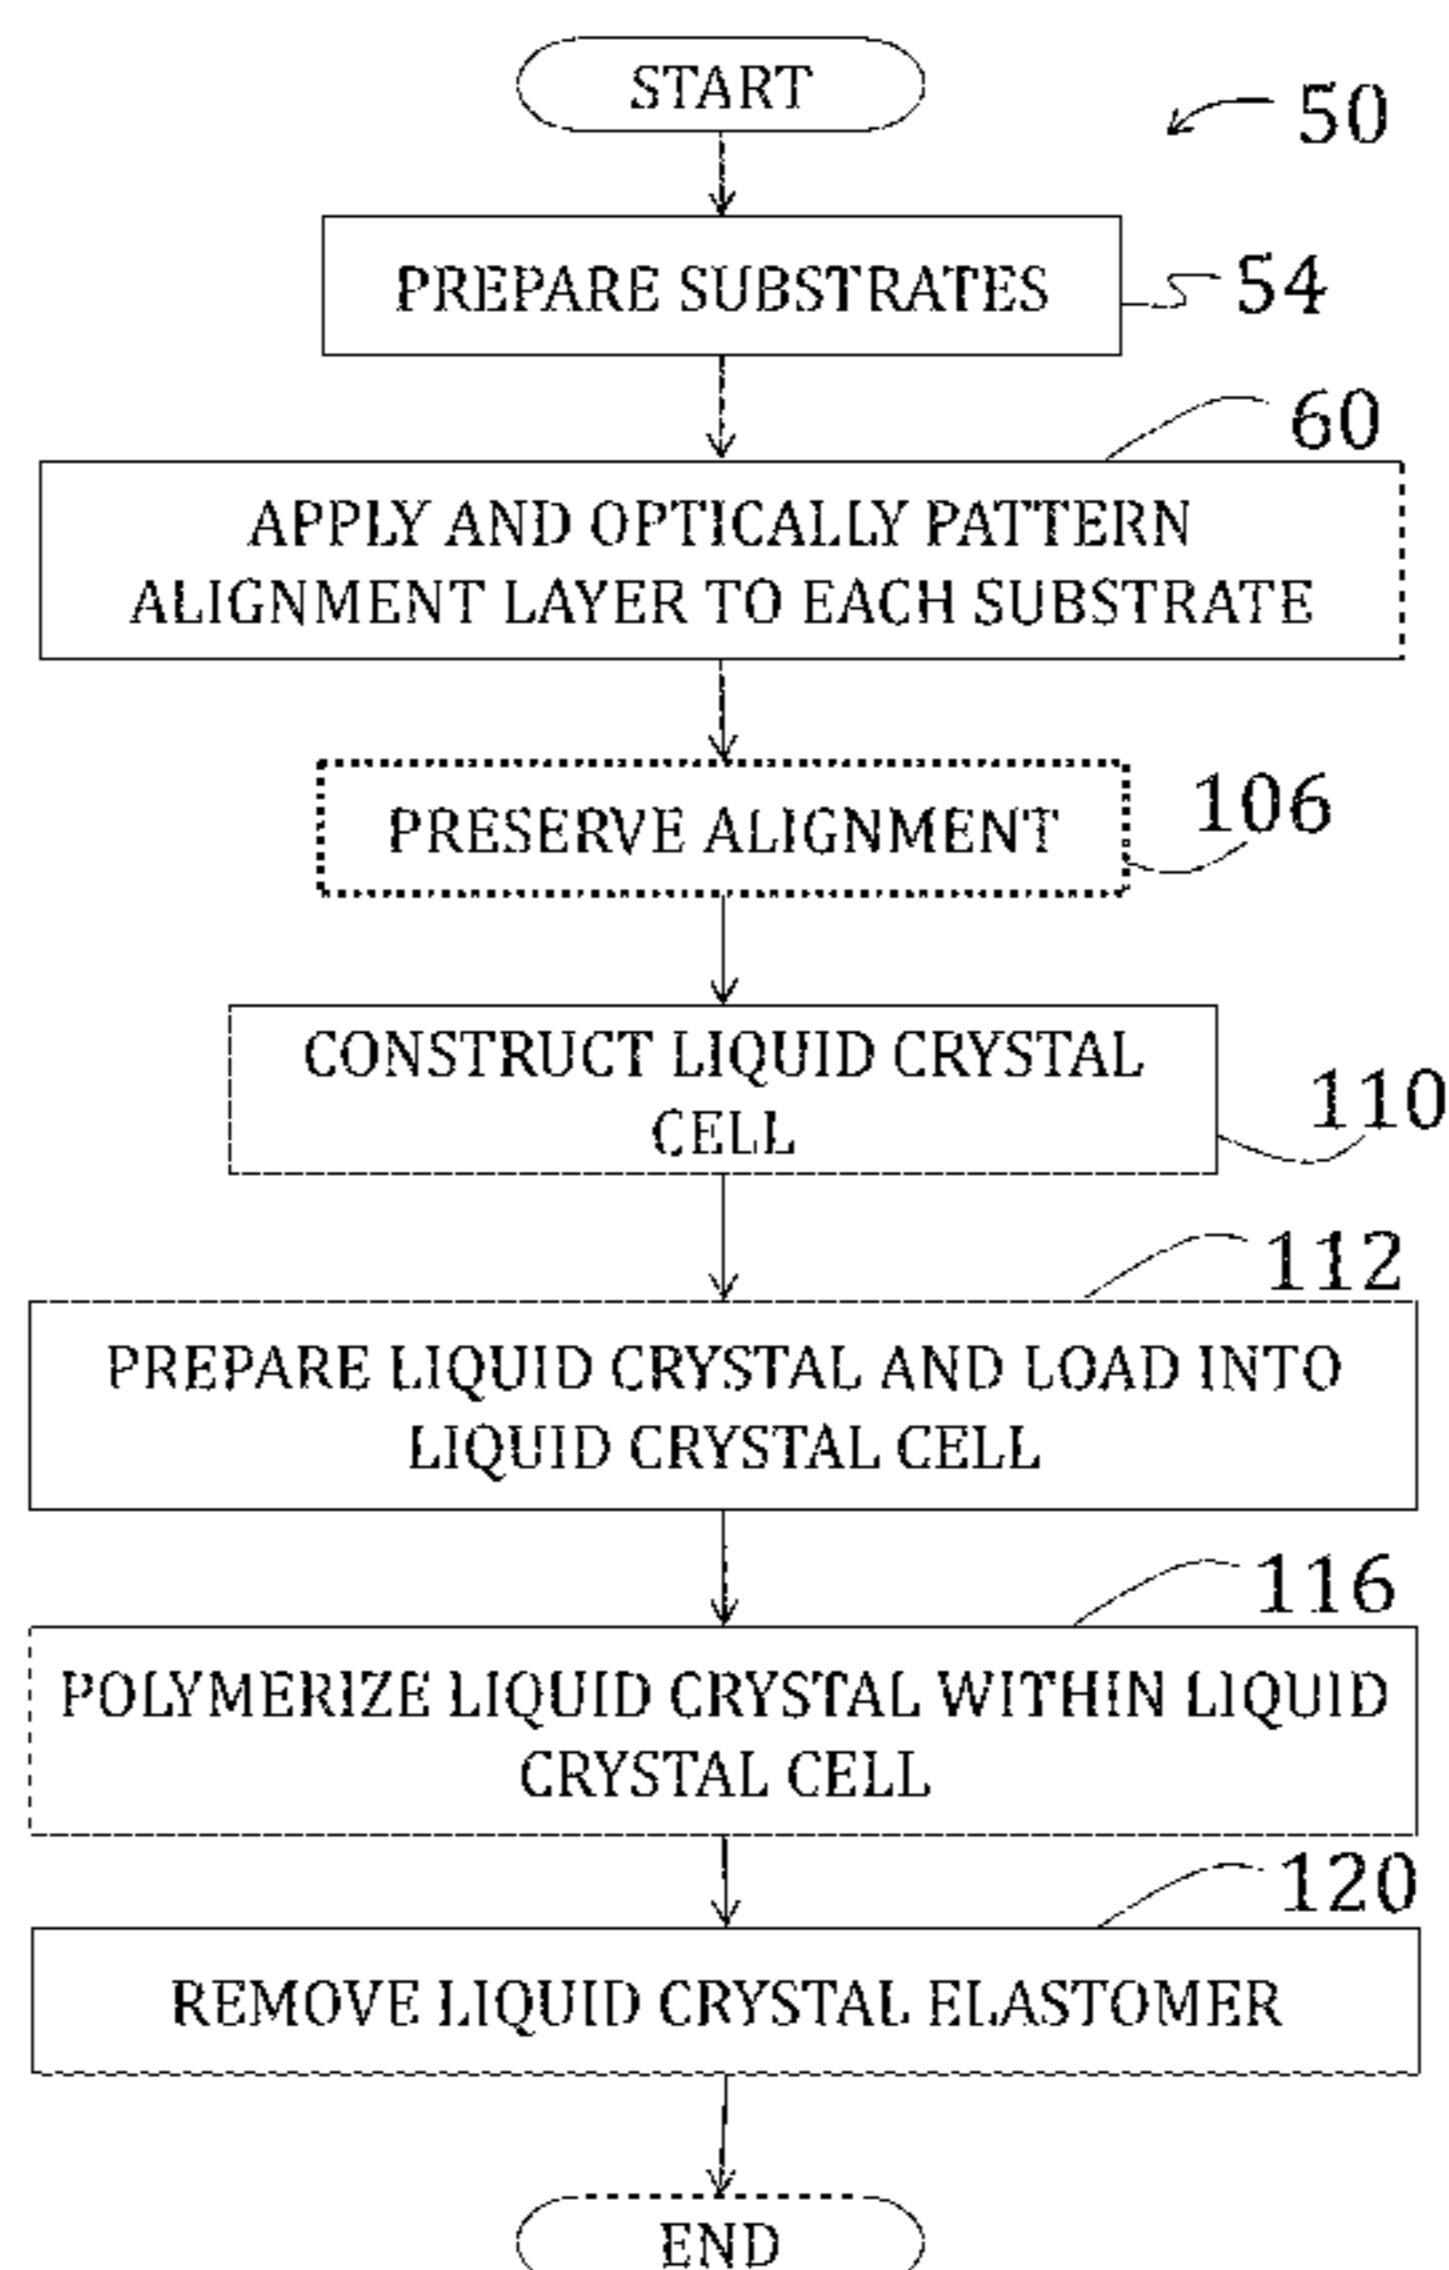 START
50
PREPARE SUBSTRATES
54
60
APPLY AND OPTICALLY PATTERN
ALIGNMENT LAYER TO EACH SUBSTRATE
PRESERVE ALIGNMENT
106
CONSTRUCT LIQUID CRYSTAL
CELL
110
112
PREPARE LIQUID CRYSTAL AND LOAD INTO
LIQUID CRYSTAL CELL
116
POLYMERIZE LIQUID CRYSTAL WITHIN LIQUID
CRYSTAL CELL
120
REMOVE LIQUID CRYSTAL ELASTOMER
END